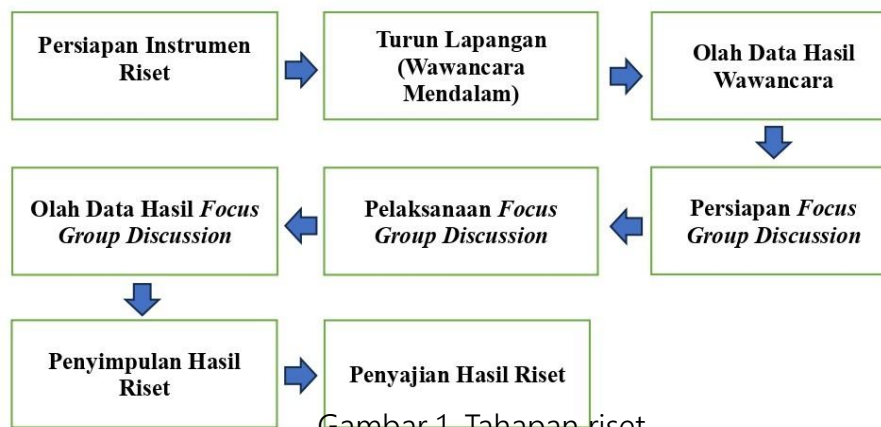 Persiapan Instrumen
Riset
Turun Lapangan
(Wawancara
Mendalam)
Olah Data Hasil
Wawancara
Persiapan Focus
Group Discussion
Pelaksanaan Focus
Group Discussion
Olah Data Hasil Focus
Group Discussion
Penyimpulan Hasil
Riset
Penyajian Hasil Riset
Gambar 1. Tahapan riset